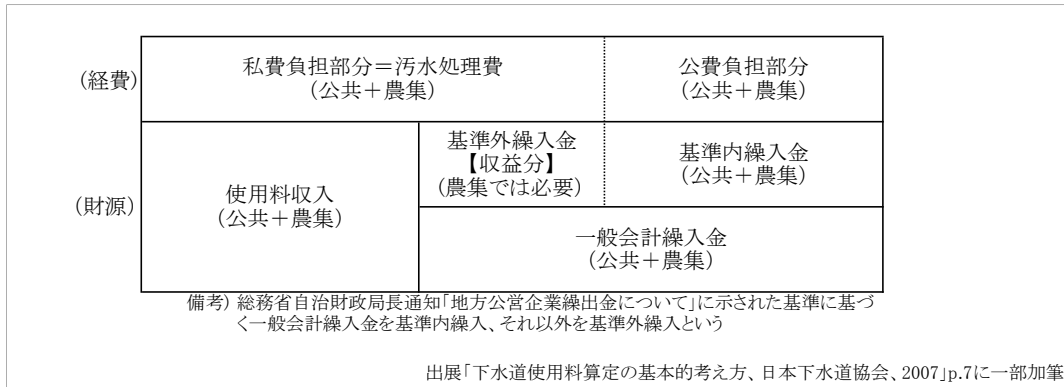 (経費)
私費負担部分＝汚水処理費
(公共＋農集)
公費負担部分
(公共＋農集)
(財源)
使用料収入
(公共＋農集)
基準外繰入金
【収益分】
(農集では必要)
基準内繰入金
(公共＋農集)
一般会計繰入金
(公共＋農集)
備考) 総務省自治財政局長通知「地方公営企業繰出金について」に示された基準に基づ
く一般会計繰入金を基準内繰入、それ以外を基準外繰入という
出展「下水道使用料算定の基本的考え方、日本下水道協会、2007」p.7に一部加筆